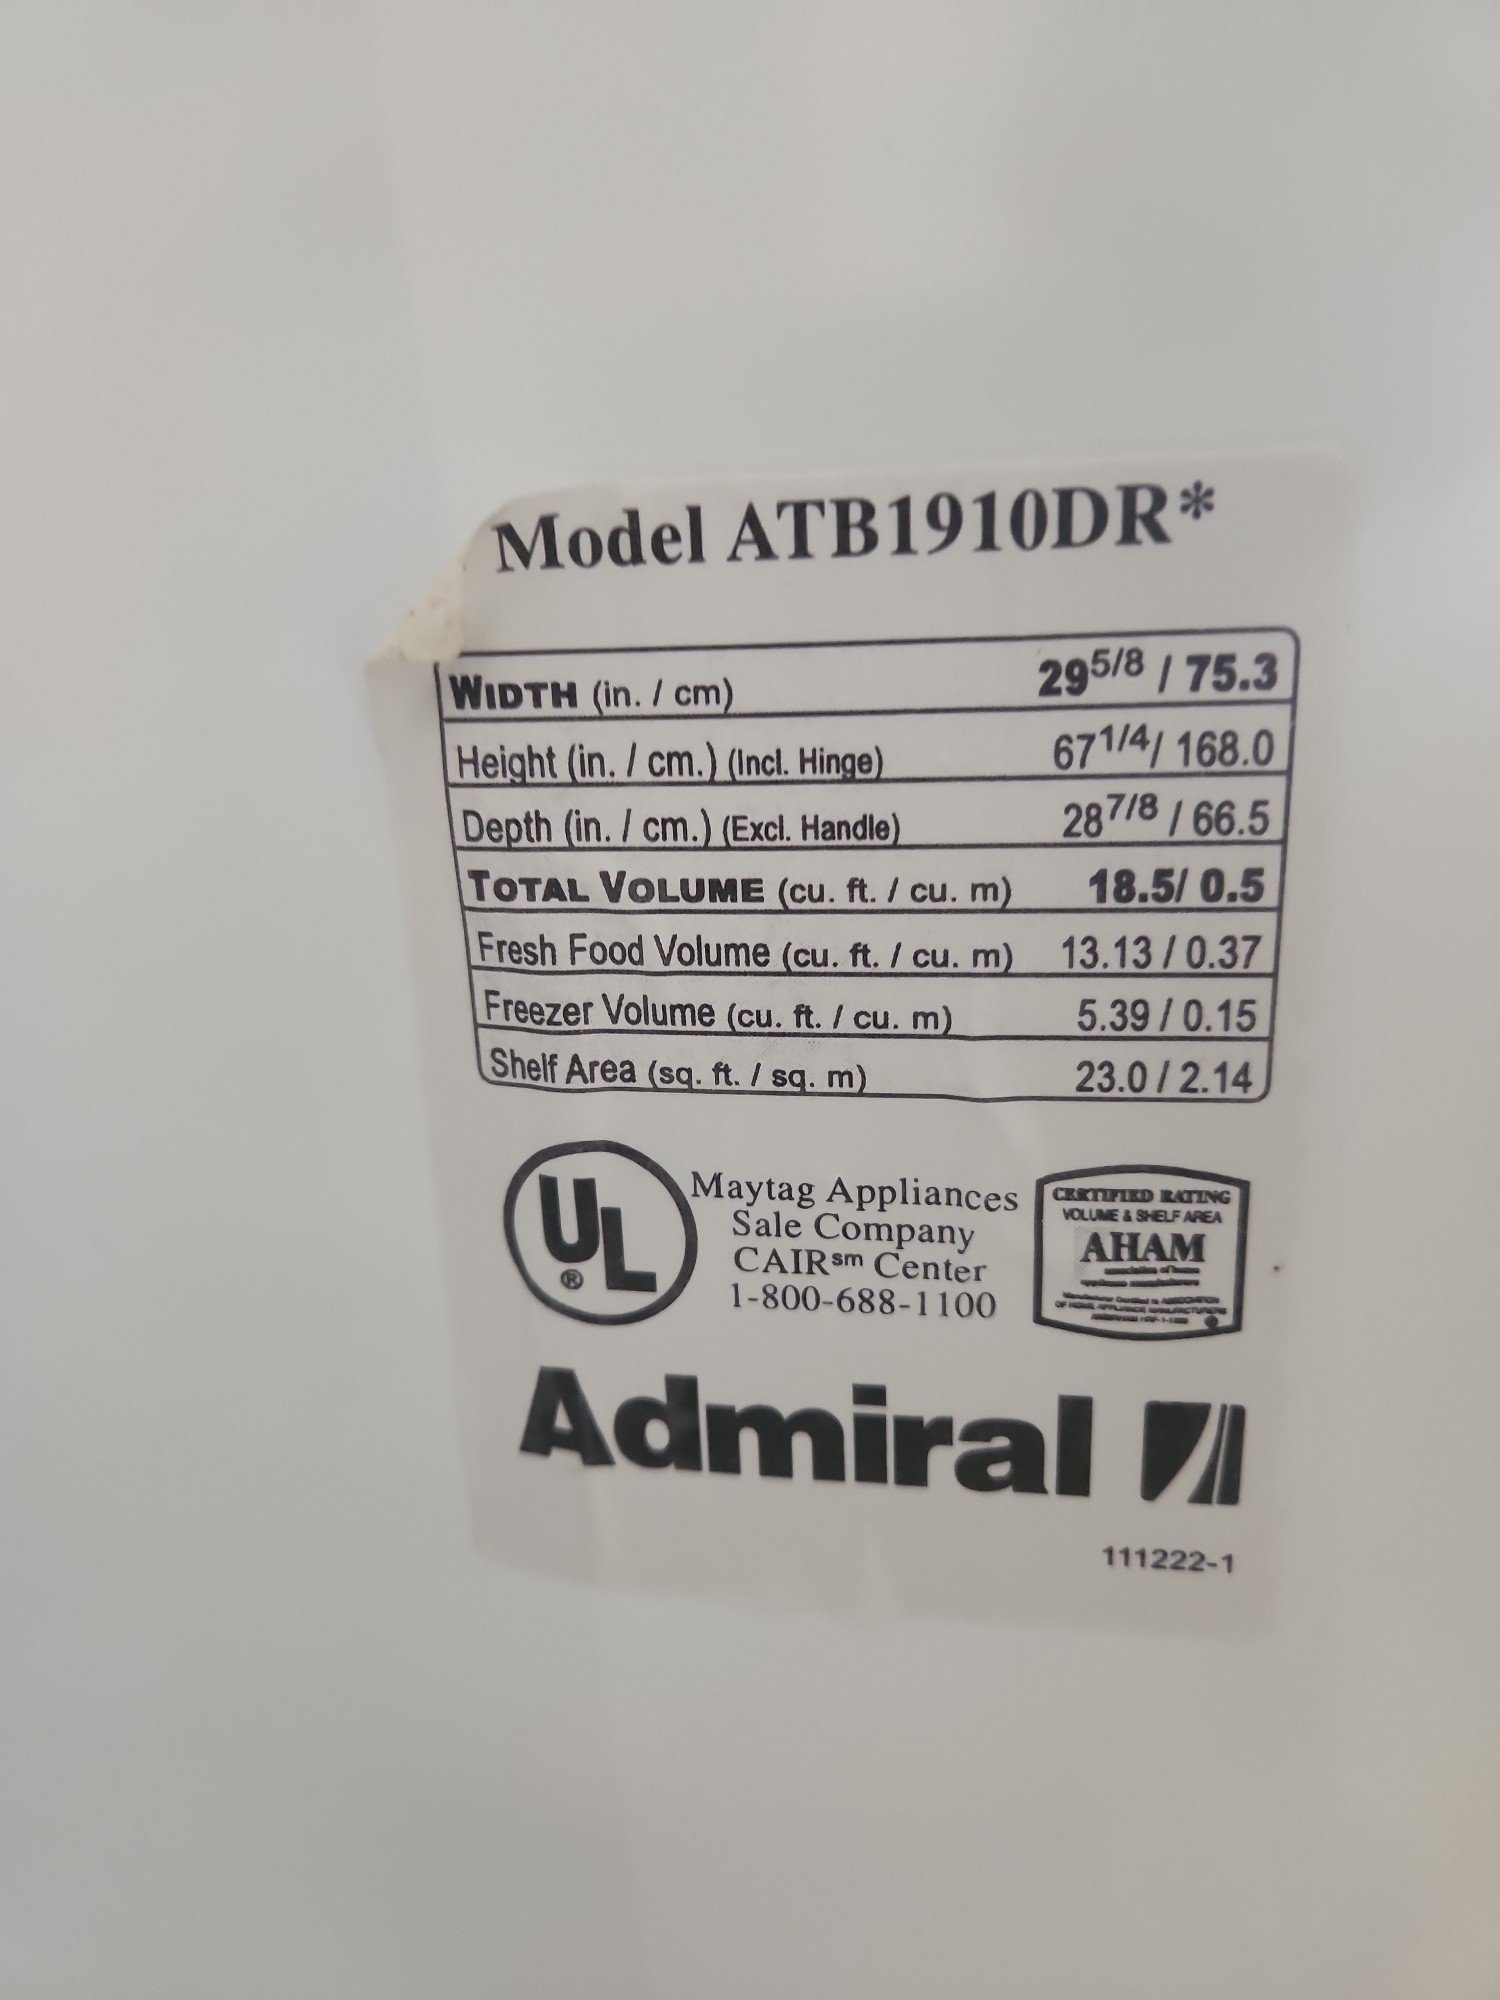 Model ATB1910DR*
WIDTH (in. / cm) 29 5/8 / 75.3
Height (in. / cm.) (Incl. Hinge) 67 1/4/ 168.0
Depth (in. / cm.) (Excl. Handle) 28 7/8 / 66.5
TOTAL VOLUME (cu. ft. / cu. m) 18.5/ 0.5
Fresh Food Volume (cu. ft. / cu. m) 13.13 / 0.37
Freezer Volume (cu. ft. / cu. m) 5.39 / 0.15
Shelf Area (sq. ft. / sq. m) 23.0 / 2.14
UL
®
Maytag Appliances
Sale Company
CAIRsm Center
1-800-688-1100
CERTIFIED RATING
VOLUME & SHELF AREA
AHAM
Admiral
111222-1